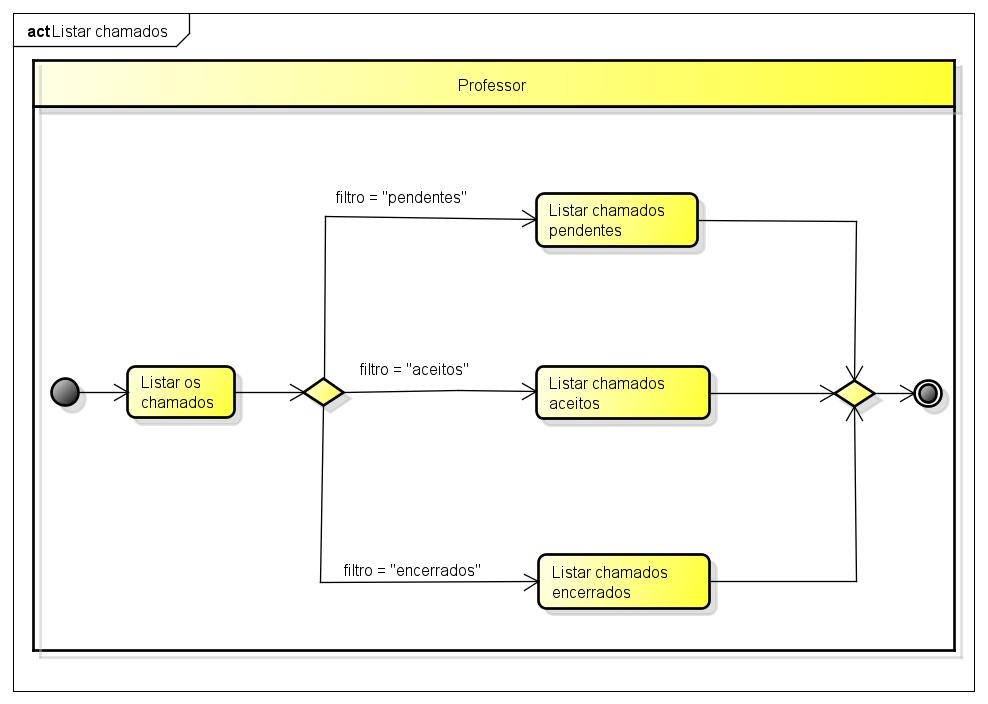 act Listar chamados
Professor
filtro = "pendentes"
Listar chamados
pendentes
filtro = "aceitos"
Listar os
chamados
Listar chamados
aceitos
filtro = "encerrados"
Listar chamados
encerrados